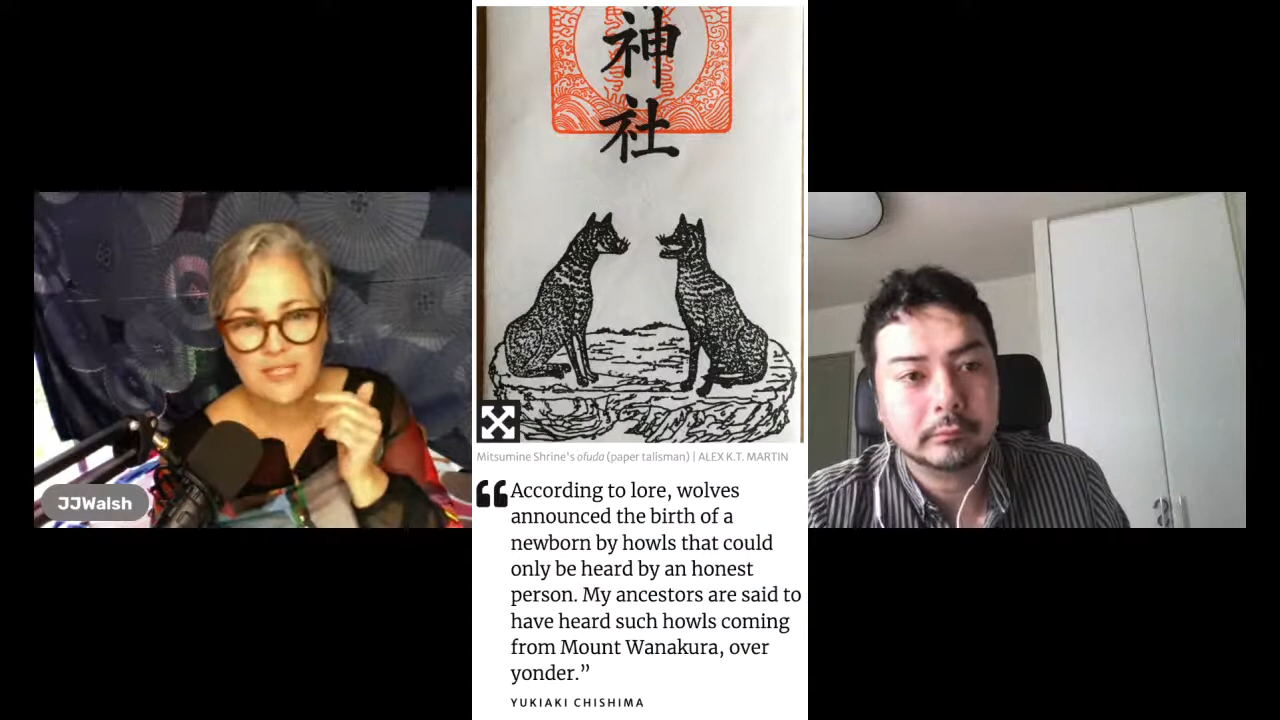 神
社
Mitsumine Shrine's ofuda (paper talisman) | ALEX K.T. MARTIN
“According to lore, wolves
announced the birth of a
newborn by howls that could
only be heard by an honest
person. My ancestors are said to
have heard such howls coming
from Mount Wanakura, over
yonder.”
YUKIAKI CHISHIMA
JJWalsh